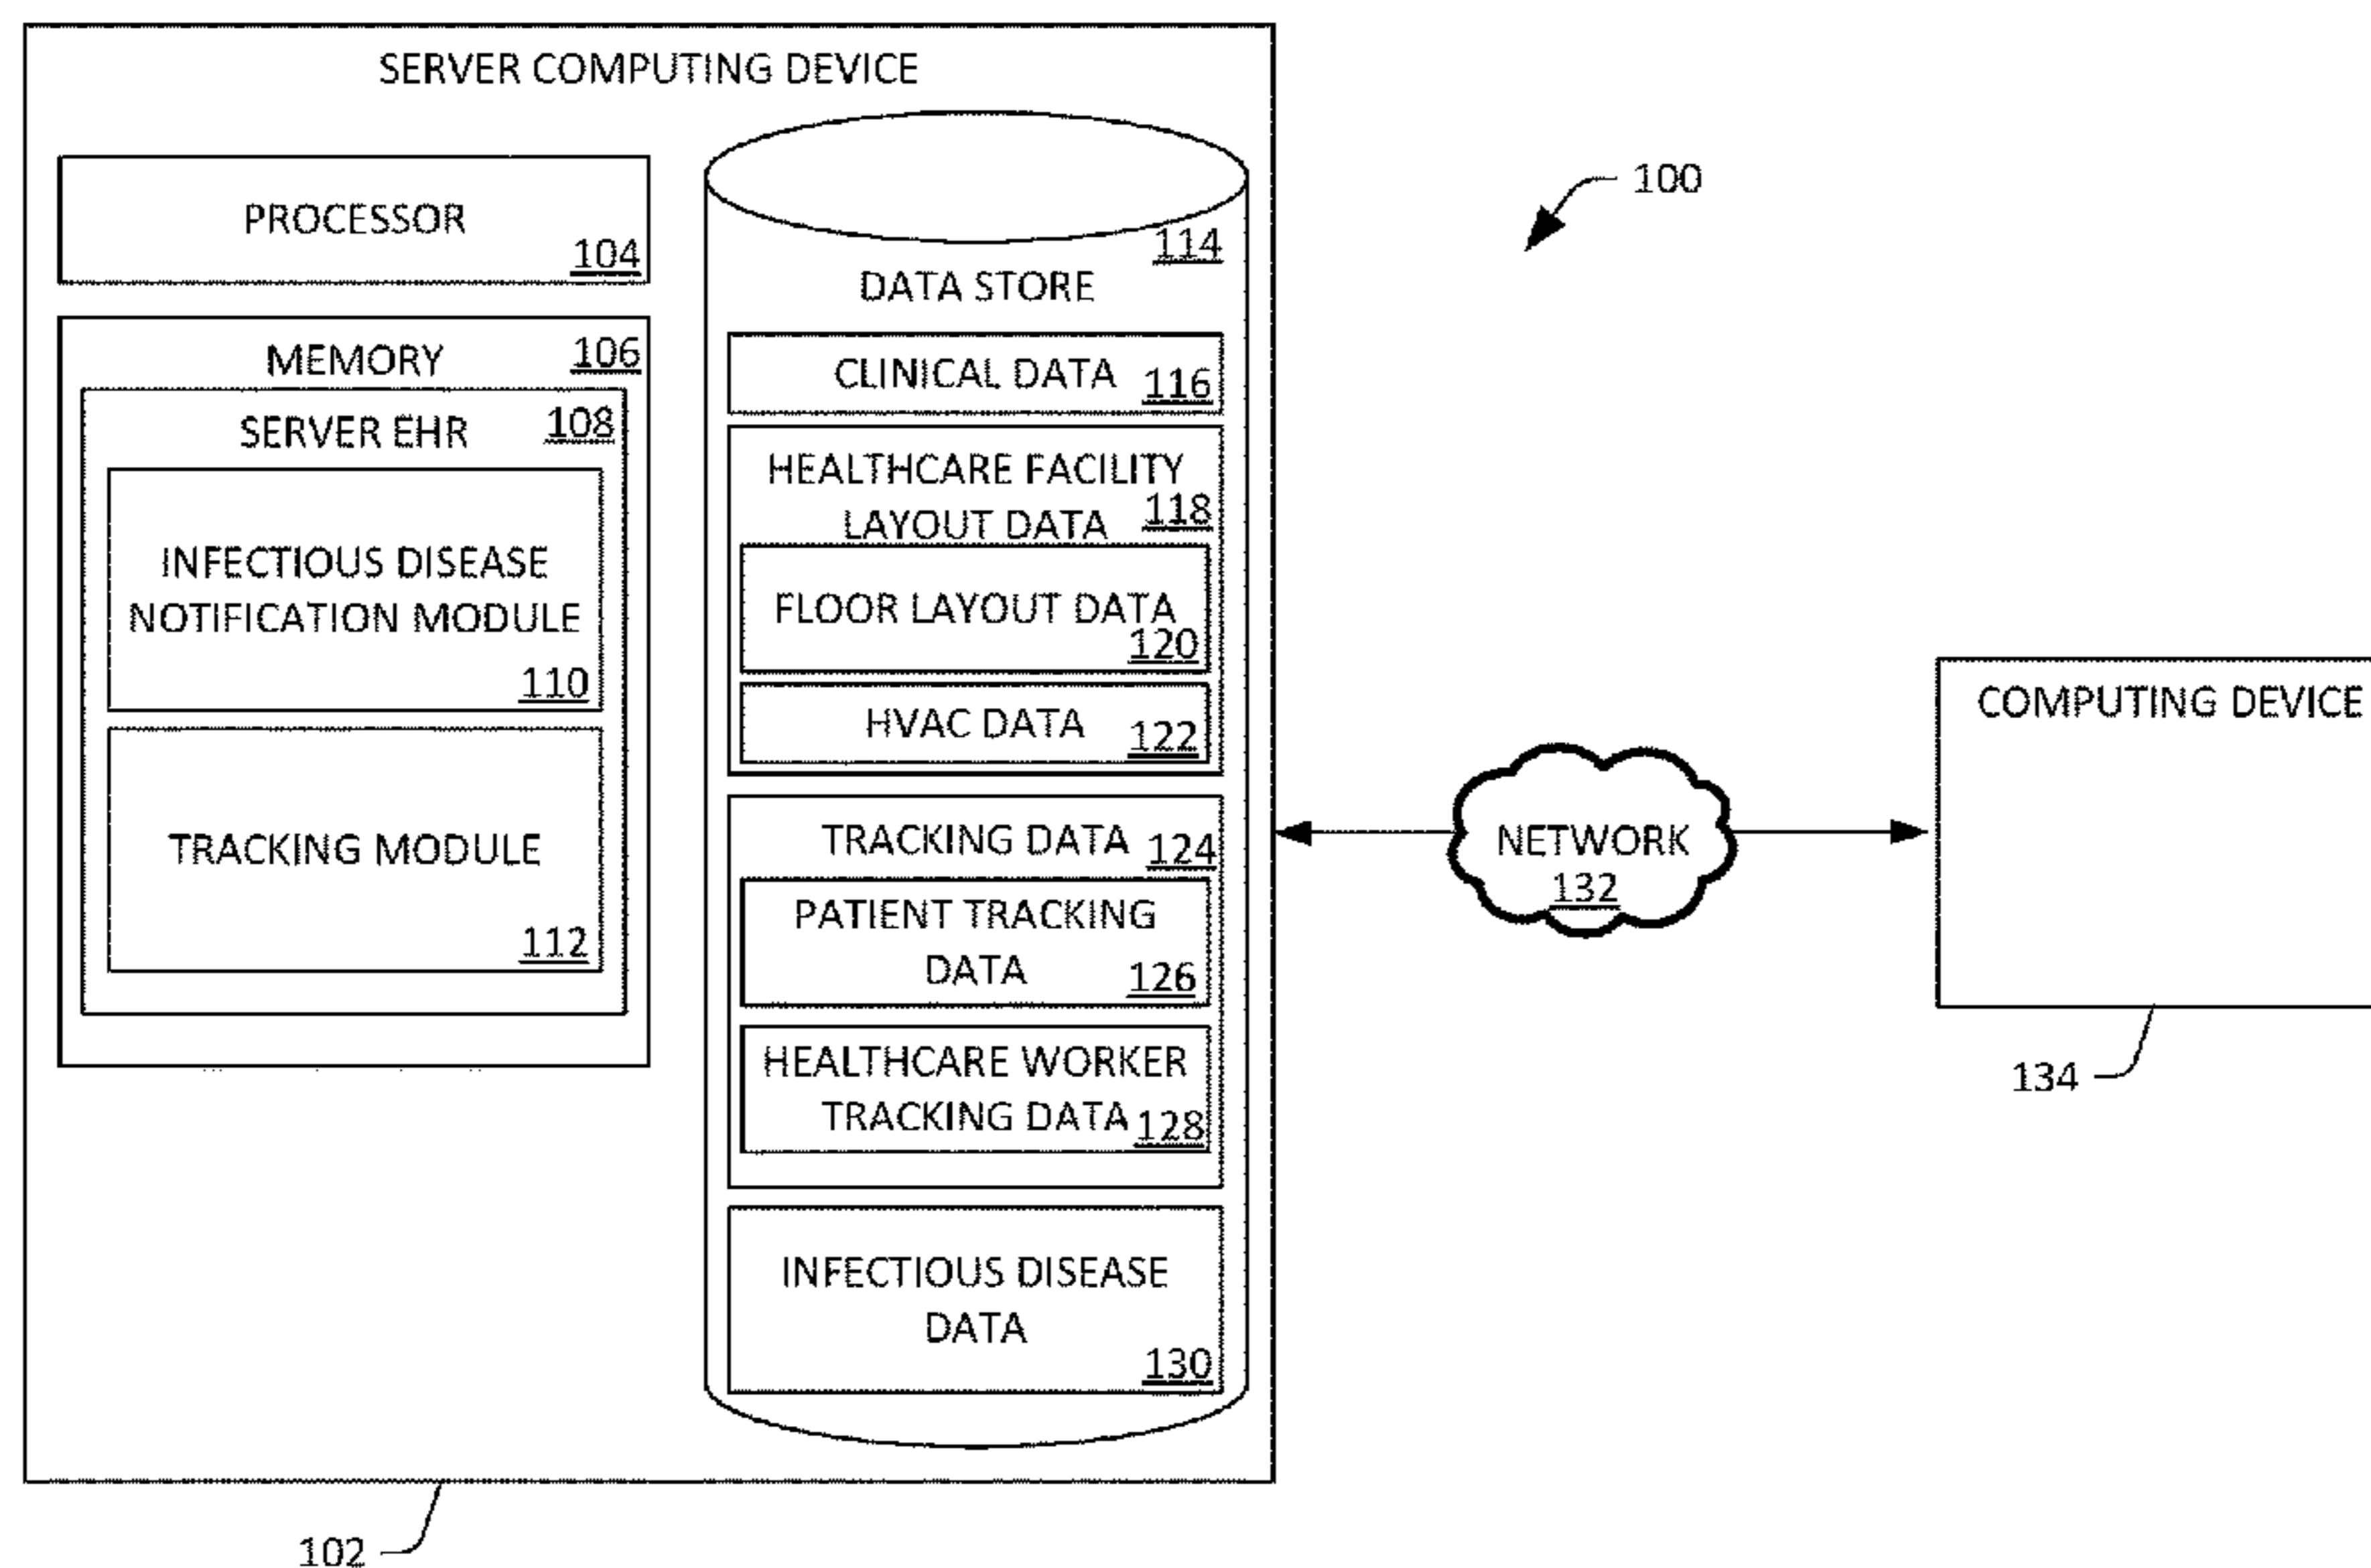 SERVER COMPUTING DEVICE
PROCESSOR
104
MEMORY 106
SERVER EHR 108
INFECTIOUS DISEASE
NOTIFICATION MODULE
110
TRACKING MODULE
112
114
DATA STORE
CLINICAL DATA 116
HEALTHCARE FACILITY
LAYOUT DATA 118
FLOOR LAYOUT DATA
120
HVAC DATA 122
TRACKING DATA 124
PATIENT TRACKING
DATA 126
HEALTHCARE WORKER
TRACKING DATA 128
INFECTIOUS DISEASE
DATA
130
102
100
NETWORK
132
COMPUTING DEVICE
134